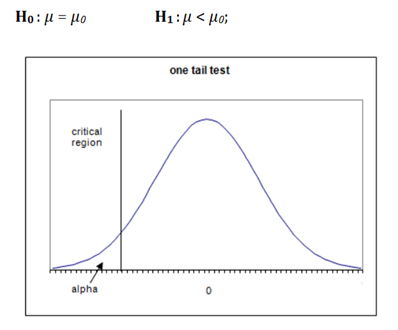 H₀ : μ = μ₀ H₁ : μ < μ₀;
one tail test
critical
region
alpha 0